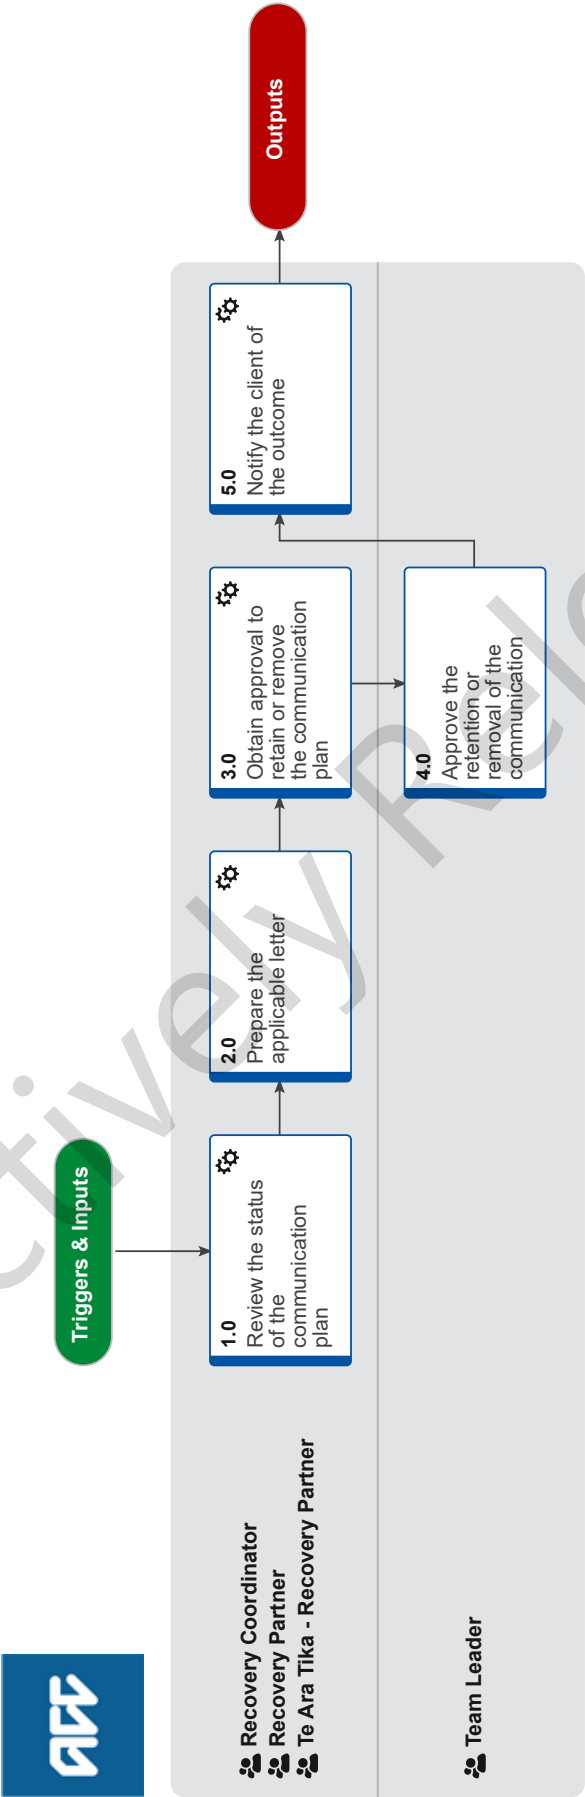 ACC
Triggers & Inputs
Outputs
Recovery Coordinator
Recovery Partner
Te Ara Tika - Recovery Partner
1.0
Review the status
of the
communication
plan
2.0
Prepare the
applicable letter
3.0
Obtain approval to
retain or remove
the communication
plan
5.0
Notify the client of
the outcome
Team Leader
4.0
Approve the
retention or
removal of the
communication